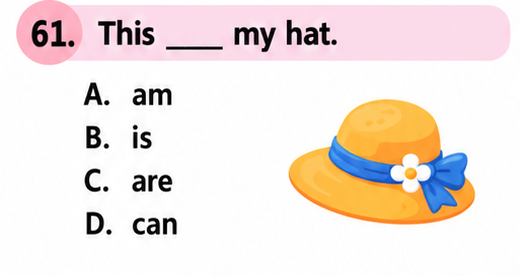 61. This ____ my hat.
A. am
B. is
C. are
D. can